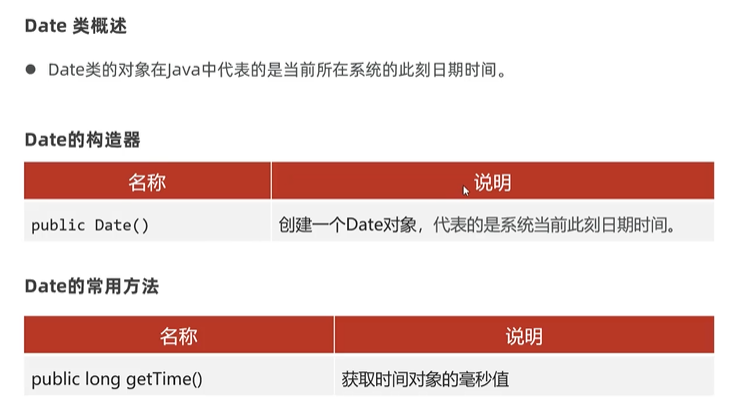 Date 类概述
● Date类的对象在Java中代表的是当前所在系统的此刻日期时间。
Date的构造器
名称 说明
public Date() 创建一个Date对象，代表的是系统当前此刻日期时间。
Date的常用方法
名称 说明
public long getTime() 获取时间对象的毫秒值